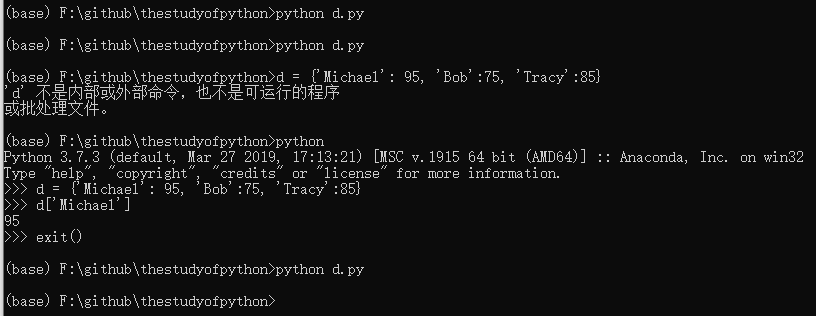 (base) F:\github\thestudyofpython>python d.py
(base) F:\github\thestudyofpython>python d.py
(base) F:\github\thestudyofpython>d = {'Michael': 95, 'Bob':75, 'Tracy':85}
'd' 不是内部或外部命令，也不是可运行的程序
或批处理文件。
(base) F:\github\thestudyofpython>python
Python 3.7.3 (default, Mar 27 2019, 17:13:21) [MSC v.1915 64 bit (AMD64)] :: Anaconda, Inc. on win32
Type "help", "copyright", "credits" or "license" for more information.
>>> d = {'Michael': 95, 'Bob':75, 'Tracy':85}
>>> d['Michael']
95
>>> exit()
(base) F:\github\thestudyofpython>python d.py
(base) F:\github\thestudyofpython>